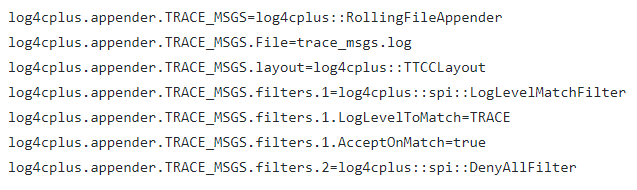 log4cplus.appender.TRACE_MSGS=log4cplus::RollingFileAppender
log4cplus.appender.TRACE_MSGS.File=trace_msgs.log
log4cplus.appender.TRACE_MSGS.layout=log4cplus::TTCCLayout
log4cplus.appender.TRACE_MSGS.filters.1=log4cplus::spi::LogLevelMatchFilter
log4cplus.appender.TRACE_MSGS.filters.1.LogLevelToMatch=TRACE
log4cplus.appender.TRACE_MSGS.filters.1.AcceptOnMatch=true
log4cplus.appender.TRACE_MSGS.filters.2=log4cplus::spi::DenyAllFilter